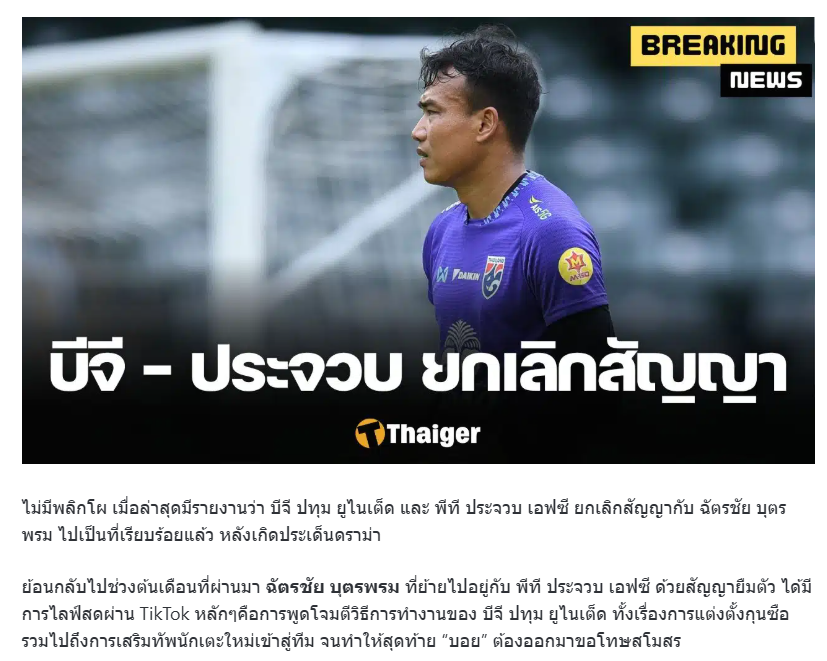 BREAKING
NEWS
AIS 5G
DAIKIN
THAILAND
M
บีจี – ประจวบ ยกเลิกสัญญา
Thaiger
ไม่มีพลิกโผ เมื่อล่าสุดมีรายงานว่า บีจี ปทุม ยูไนเต็ด และ พีที ประจวบ เอฟซี ยกเลิกสัญญากับ ฉัตรชัย บุตร
พรม ไปเป็นที่เรียบร้อยแล้ว หลังเกิดประเด็นดราม่า
ย้อนกลับไปช่วงต้นเดือนที่ผ่านมา ฉัตรชัย บุตรพรม ที่ย้ายไปอยู่กับ พีที ประจวบ เอฟซี ด้วยสัญญายืมตัว ได้มี
การไลฟ์สดผ่าน TikTok หลักๆคือการพูดโจมตีวิธีการทำงานของ บีจี ปทุม ยูไนเต็ด ทั้งเรื่องการแต่งตั้งกุนซือ
รวมไปถึงการเสริมทัพนักเตะใหม่เข้าสู่ทีม จนทำให้สุดท้าย “บอย” ต้องออกมาขอโทษสโมสร